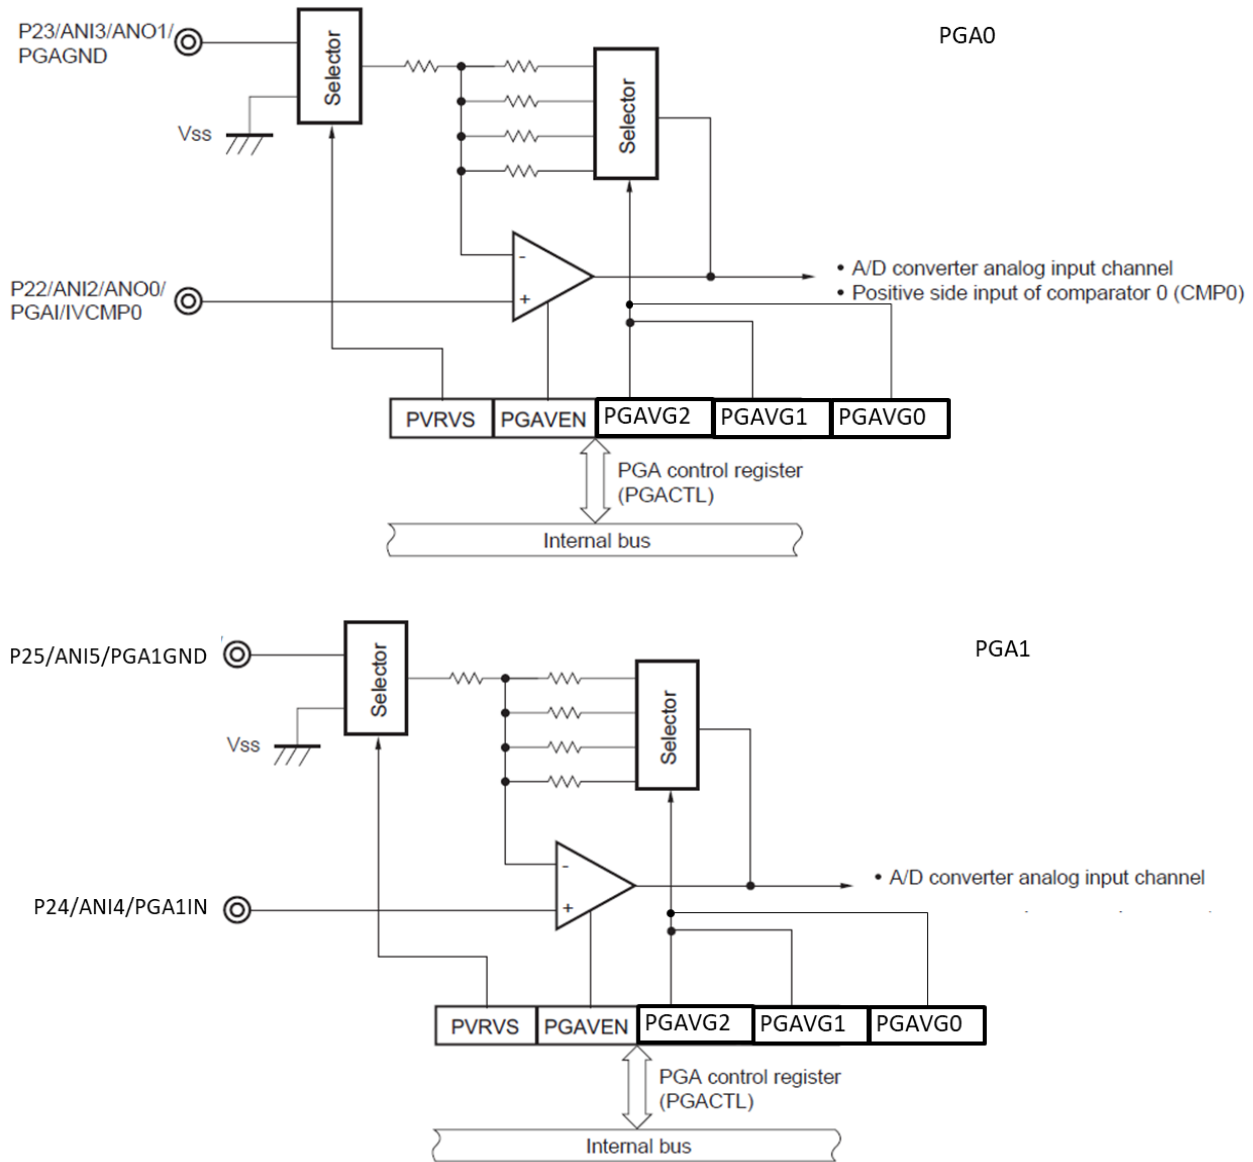 PGA0
P23/ANI3/ANO1/
PGAGND
Selector
Selector
Vss
-
+
P22/ANI2/ANO0/
PGAI/IVCMP0
• A/D converter analog input channel
• Positive side input of comparator 0 (CMP0)
PVRVS
PGAVEN
PGAVG2
PGAVG1
PGAVG0
PGA control register
(PGACTL)
Internal bus
PGA1
P25/ANI5/PGA1GND
Selector
Selector
Vss
-
+
P24/ANI4/PGA1IN
• A/D converter analog input channel
PVRVS
PGAVEN
PGAVG2
PGAVG1
PGAVG0
PGA control register
(PGACTL)
Internal bus